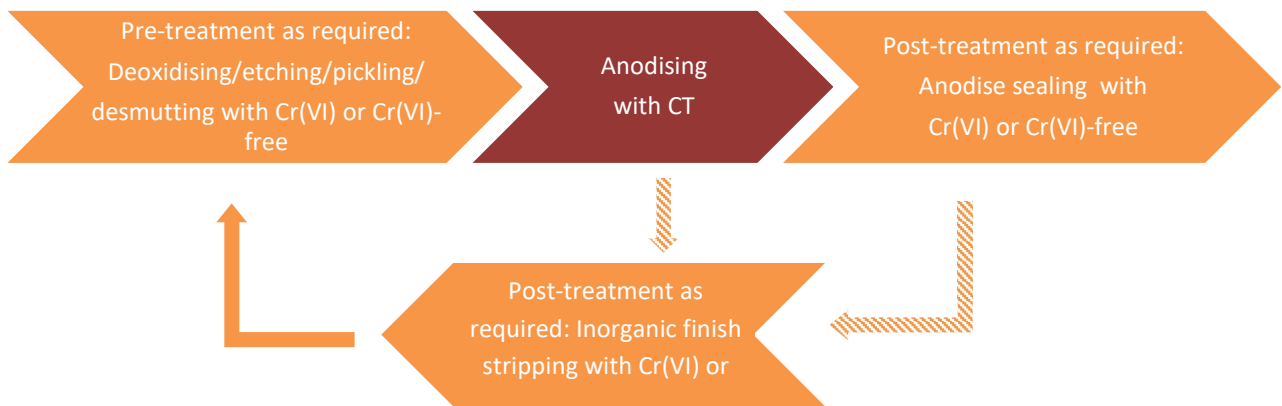 Pre-treatment as required:
Deoxidising/etching/pickling/
desmutting with Cr(VI) or Cr(VI)-
free
Anodising
with CT
Post-treatment as required:
Anodise sealing with
Cr(VI) or Cr(VI)-free
Post-treatment as
required: Inorganic finish
stripping with Cr(VI) or